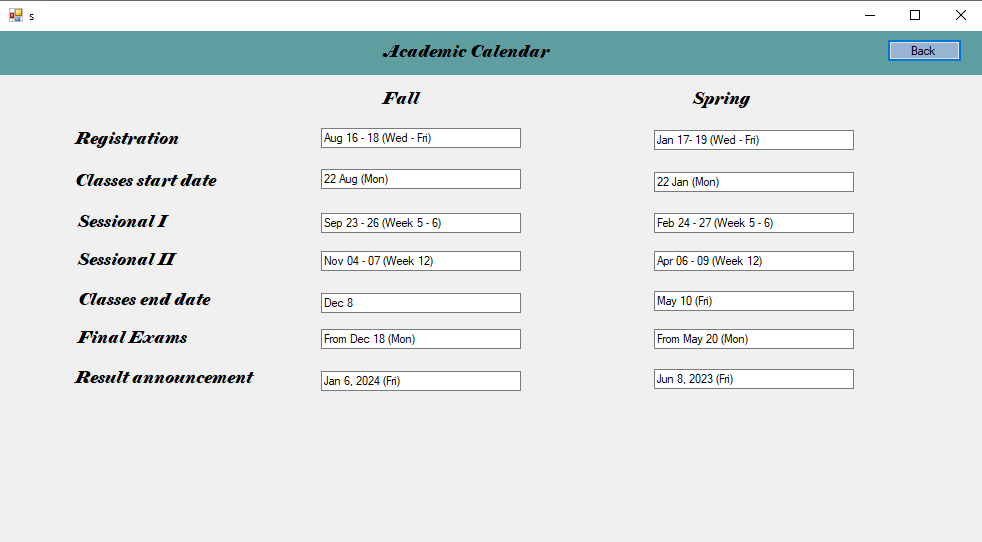 s
Academic Calendar
Back
Fall Spring
Registration Aug 16 - 18 (Wed - Fri) Jan 17- 19 (Wed - Fri)
Classes start date 22 Aug (Mon) 22 Jan (Mon)
Sessional I Sep 23 - 26 (Week 5 - 6) Feb 24 - 27 (Week 5 - 6)
Sessional II Nov 04 - 07 (Week 12) Apr 06 - 09 (Week 12)
Classes end date Dec 8 May 10 (Fri)
Final Exams From Dec 18 (Mon) From May 20 (Mon)
Result announcement Jan 6, 2024 (Fri) Jun 8, 2023 (Fri)